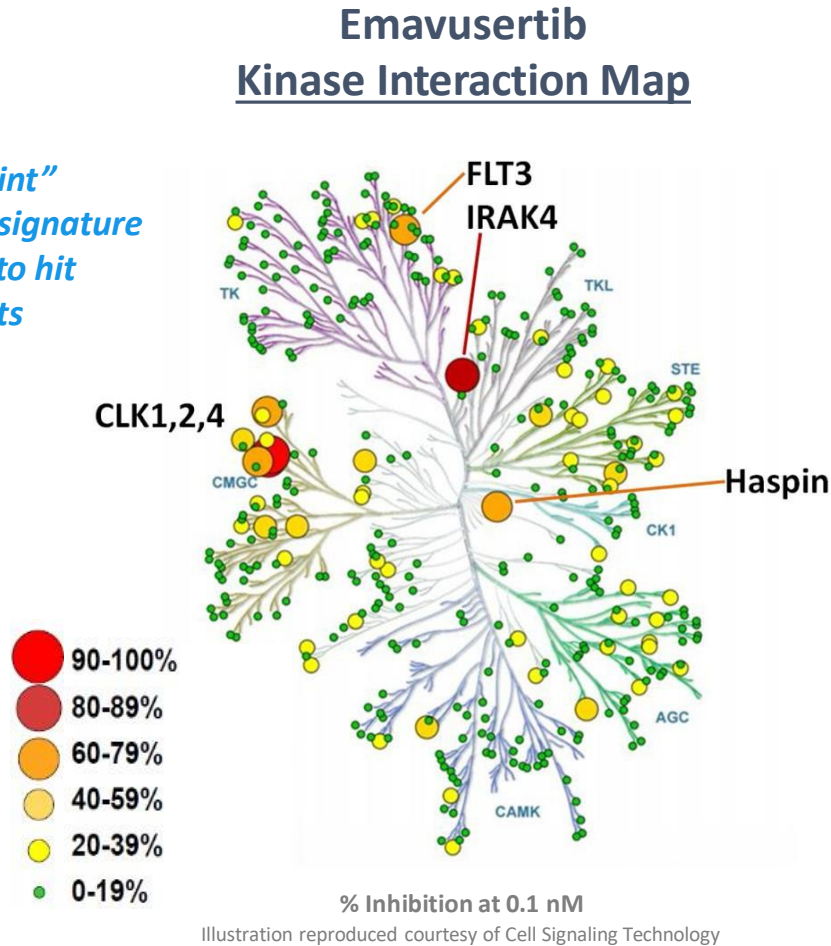 Emavusertib
Kinase Interaction Map
int”
signature
to hit
ts
FLT3
IRAK4
TK
TKL
STE
CLK1,2,4
CMGC
Haspin
CK1
90-100%
80-89%
60-79%
40-59%
20-39%
0-19%
AGC
CAMK
% Inhibition at 0.1 nM
Illustration reproduced courtesy of Cell Signaling Technology